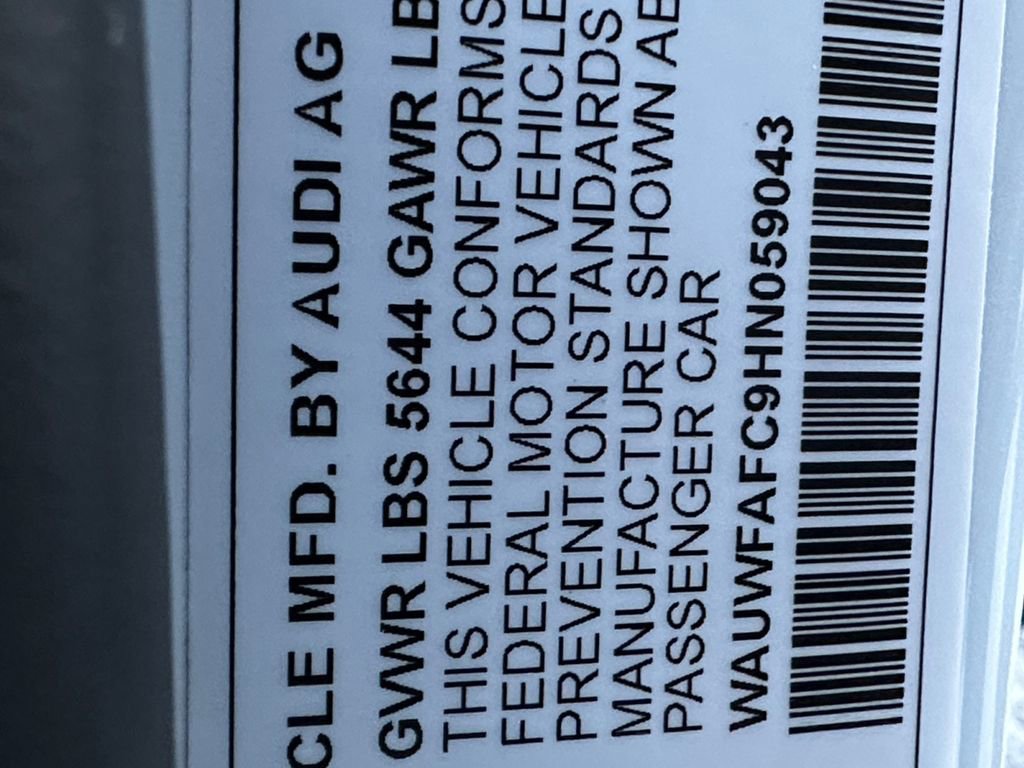 CLE MFD. BY AUDI AG
GVWR LBS 5644 GAWR LB
THIS VEHICLE CONFORMS
FEDERAL MOTOR VEHICLE
PREVENTION STANDARDS
MANUFACTURE SHOWN AB
PASSENGER CAR
WAUWFAFC9HN059043